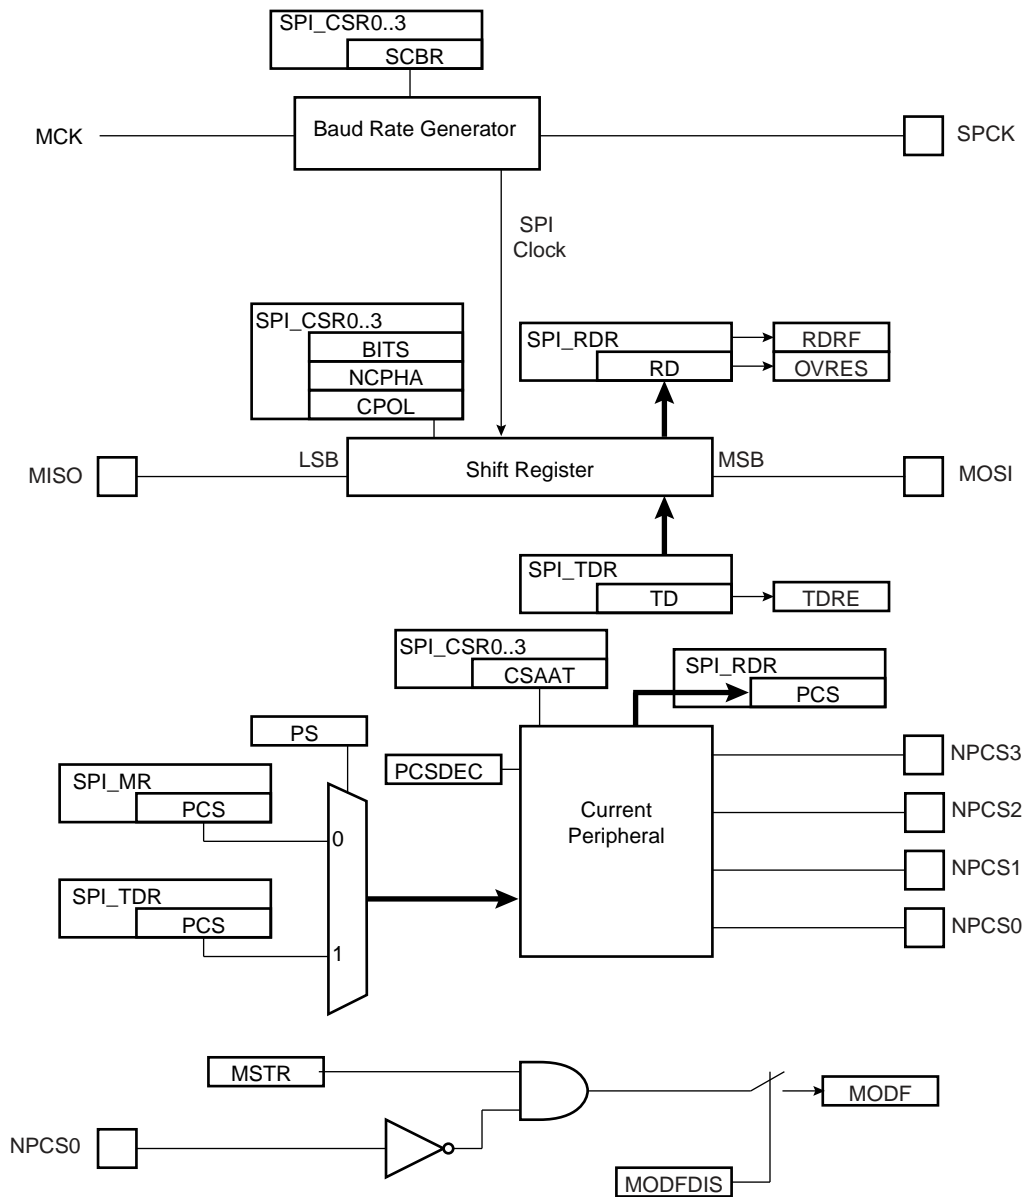 SPI_CSR0..3
SCBR
MCK
Baud Rate Generator
SPCK
SPI
Clock
SPI_CSR0..3
BITS
NCPHA
CPOL
SPI_RDR
RD
RDRF
OVRES
MISO
LSB
Shift Register
MSB
MOSI
SPI_TDR
TD
TDRE
SPI_CSR0..3
CSAAT
SPI_RDR
PCS
PS
PCSDEC
Current
Peripheral
NPCS3
NPCS2
NPCS1
NPCS0
SPI_MR
PCS
0
SPI_TDR
PCS
1
MSTR
MODF
NPCS0
MODFDIS